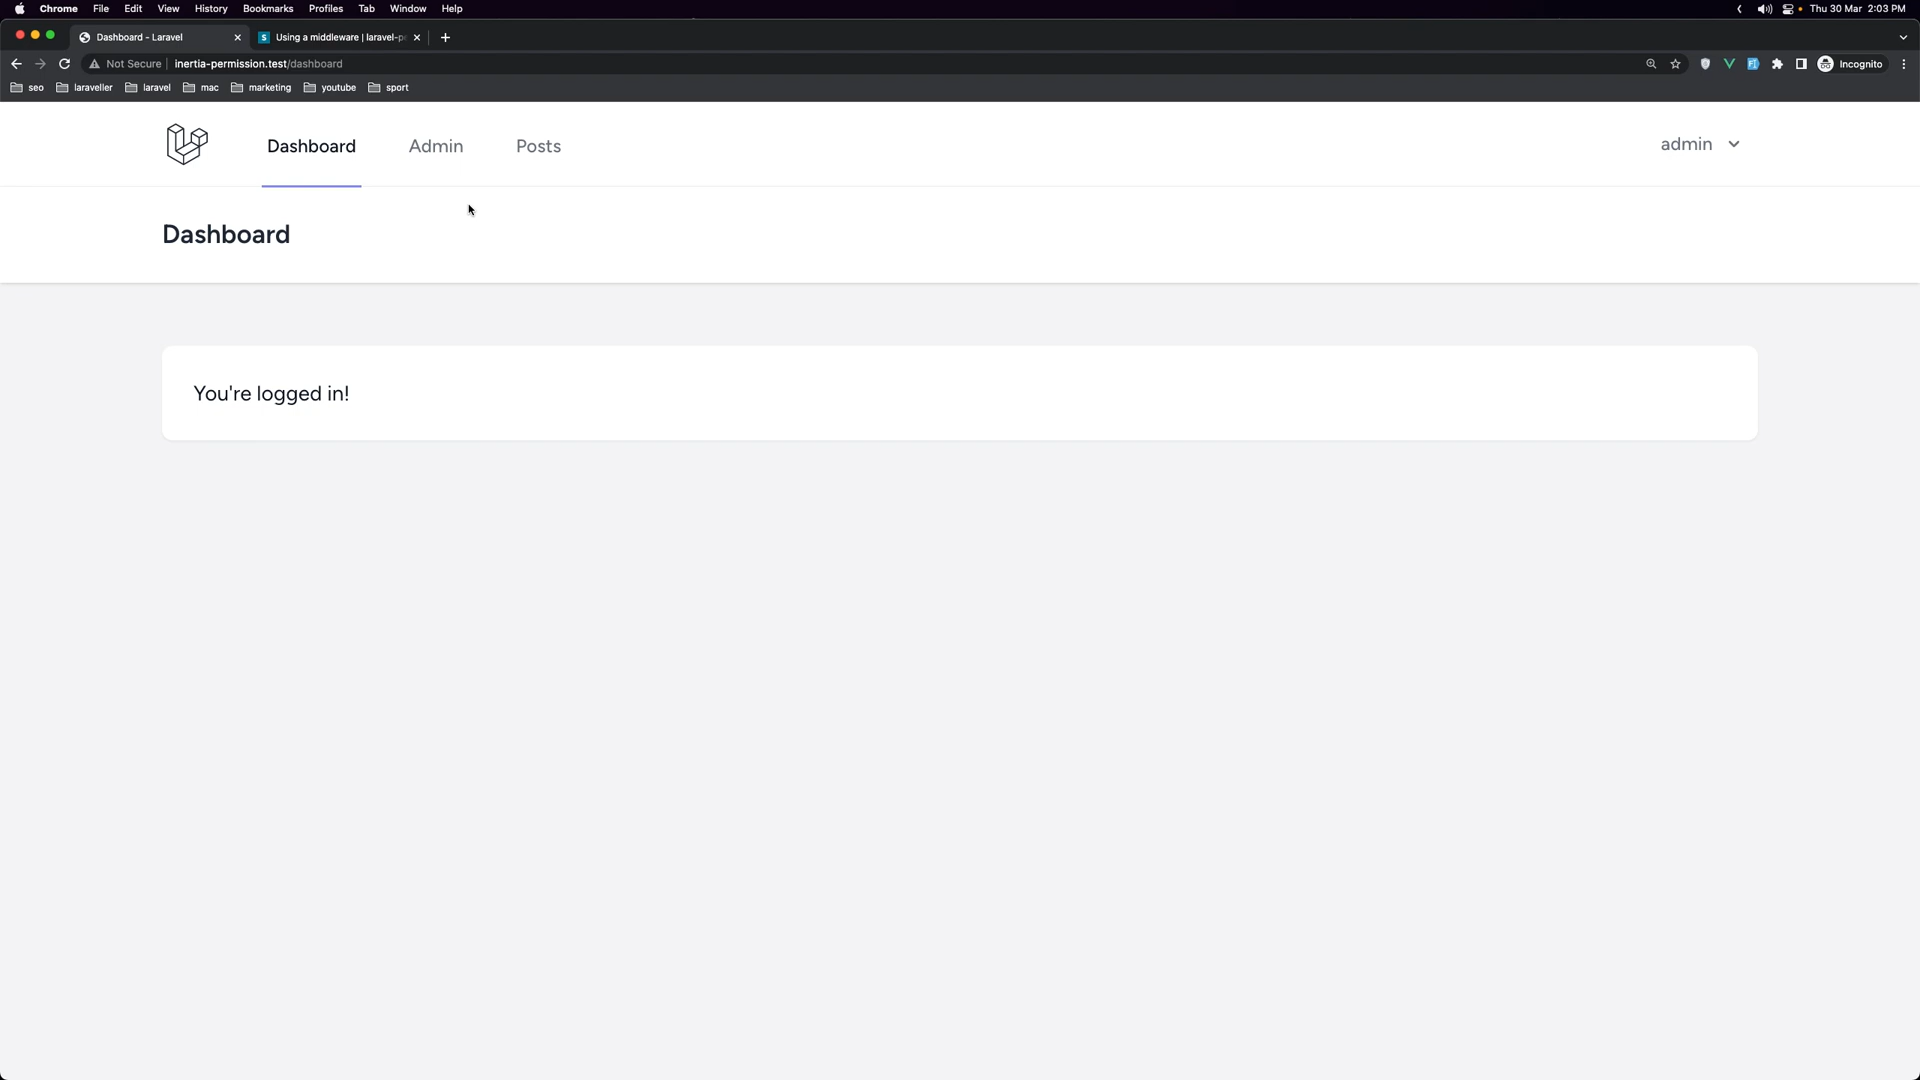 Chrome File Edit View History Bookmarks Profiles Tab Window Help Thu 30 Mar 2:03 PM
Dashboard - Laravel Using a middleware | laravel-p
Not Secure inertia-permission.test/dashboard Incognito
seo laraveller laravel mac marketing youtube sport
Dashboard Admin Posts admin
Dashboard
You're logged in!